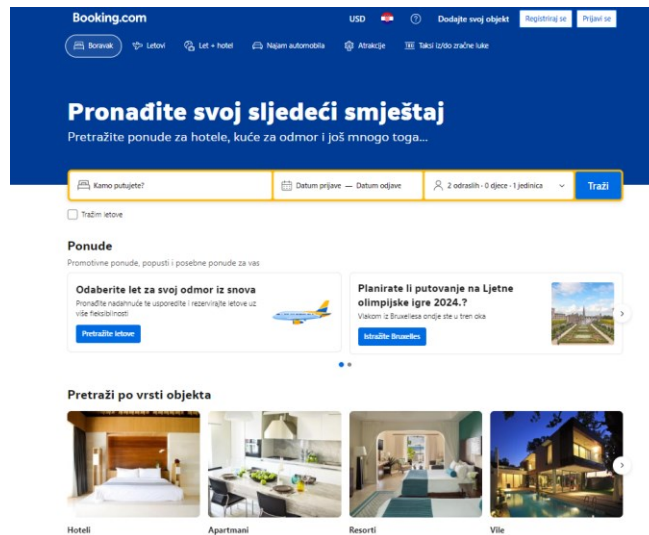 Booking.com
USD
Dodajte svoj objekt
Registriraj se
Prijavi se
Boravak
Letovi
Let + hotel
Najam automobila
Atrakcije
Taksi iz/do zračne luke
Pronađite svoj sljedeći smještaj
Pretražite ponude za hotele, kuće za odmor i još mnogo toga...
Kamo putujete?
Datum prijave — Datum odjave
2 odraslih · 0 djece · 1 jedinica
Traži
Tražim letove
Ponude
Promotivne ponude, popusti i posebne ponude za vas
Odaberite let za svoj odmor iz snova
Pronađite nadahnuće te usporedite i rezervirajte letove uz
više fleksibilnosti
Pretražite letove
Planirate li putovanje na Ljetne
olimpijske igre 2024.?
Vlakom iz Bruxellesa ondje ste u tren oka
Istražite Bruxelles
Pretraži po vrsti objekta
Hoteli
Apartmani
Resorti
Vile